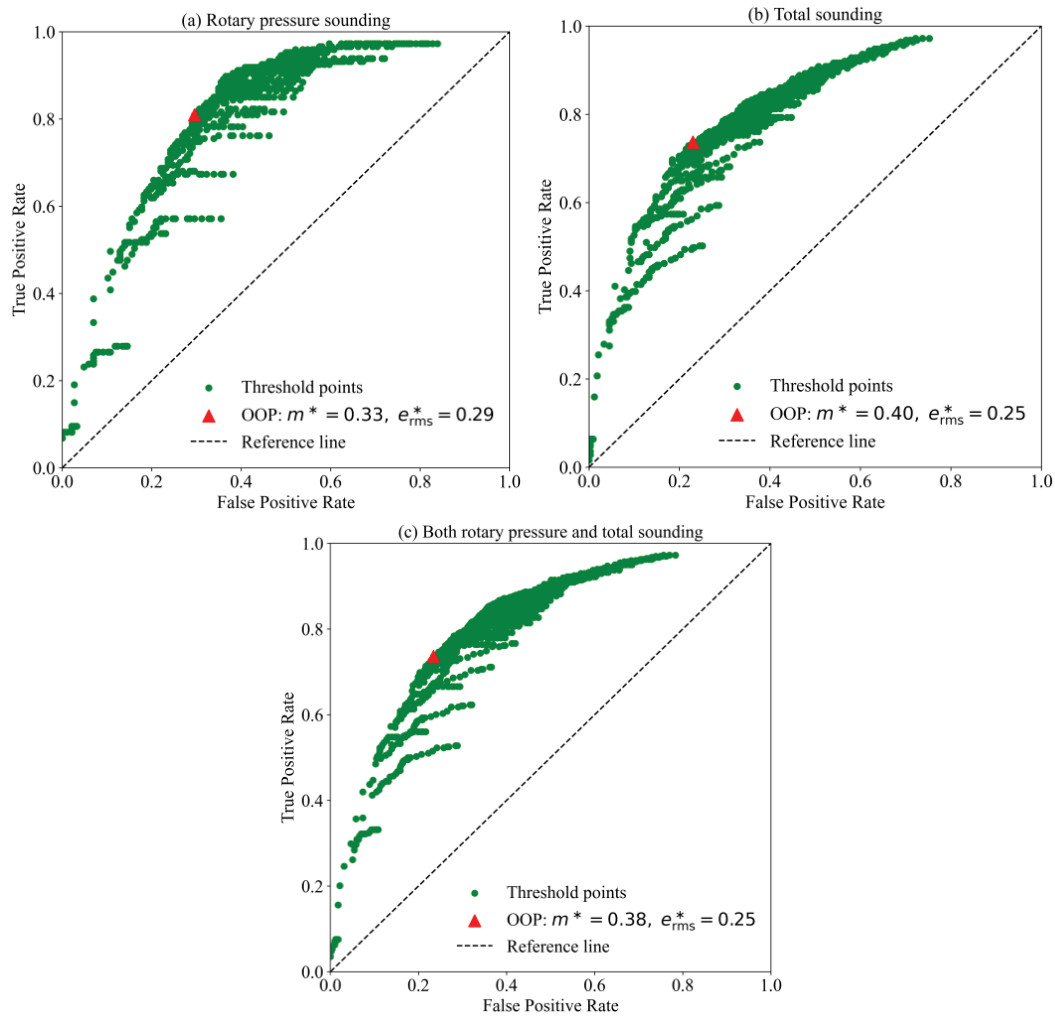 (a) Rotary pressure sounding
1.0
0.8
0.6
0.4
0.2
0.0
True Positive Rate
Threshold points
OOP: m* = 0.33, e*rms = 0.29
Reference line
0.0 0.2 0.4 0.6 0.8 1.0
False Positive Rate
(b) Total sounding
1.0
0.8
0.6
0.4
0.2
0.0
True Positive Rate
Threshold points
OOP: m* = 0.40, e*rms = 0.25
Reference line
0.0 0.2 0.4 0.6 0.8 1.0
False Positive Rate
(c) Both rotary pressure and total sounding
1.0
0.8
0.6
0.4
0.2
0.0
True Positive Rate
Threshold points
OOP: m* = 0.38, e*rms = 0.25
Reference line
0.0 0.2 0.4 0.6 0.8 1.0
False Positive Rate